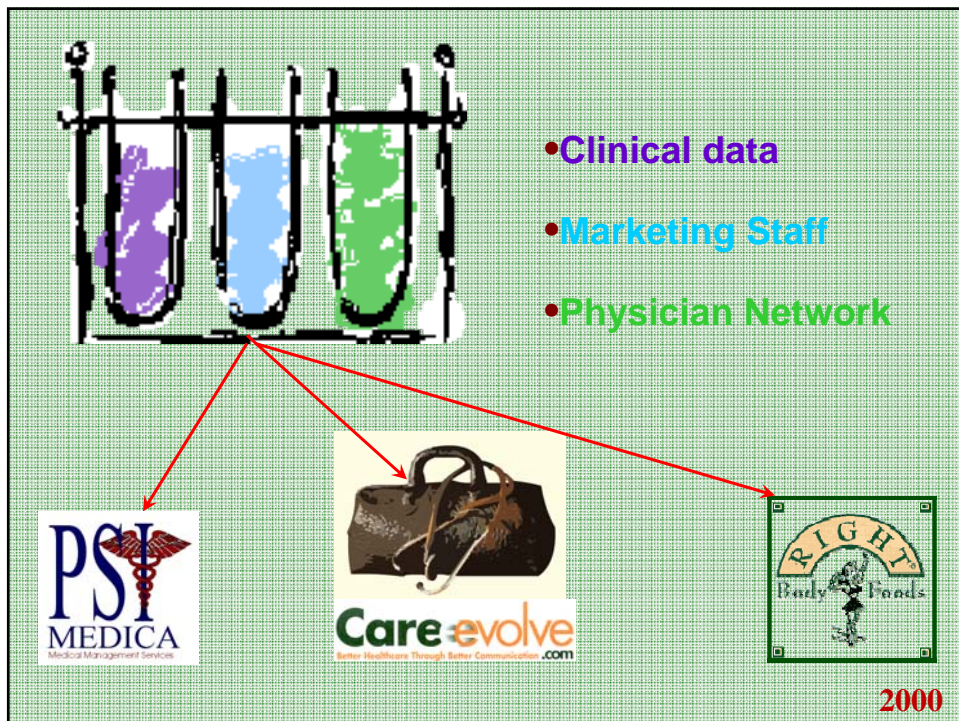 •Clinical data
•Marketing Staff
•Physician Network
PSI
MEDICA
Medical Management Services
Care evolve
Better Healthcare Through Better Communication .com
RIGHT
Body Foods
2000